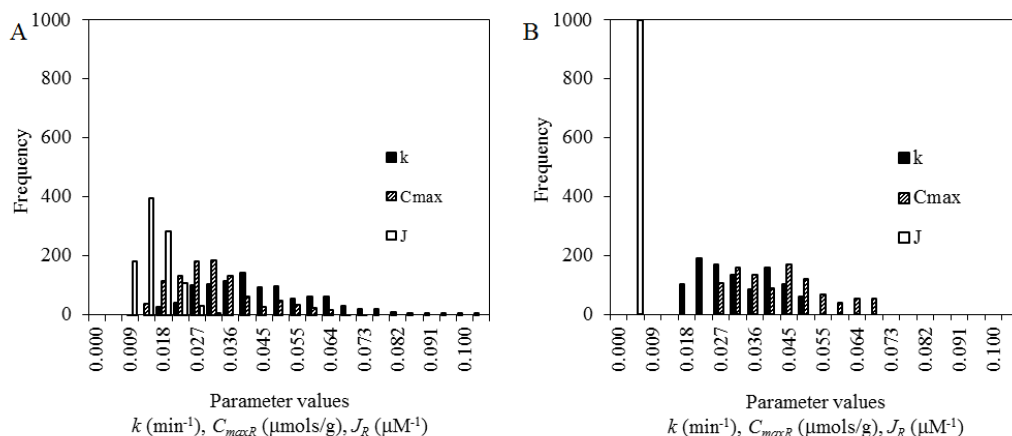 A
1000
800
600
400
200
0
Frequency
k
Cmax
J
0.000
0.009
0.018
0.027
0.036
0.045
0.055
0.064
0.073
0.082
0.091
0.100
Parameter values
k (min-1), CmaxR (μmols/g), JR (μM-1)
B
1000
800
600
400
200
0
Frequency
k
Cmax
J
0.000
0.009
0.018
0.027
0.036
0.045
0.055
0.064
0.073
0.082
0.091
0.100
Parameter values
k (min-1), CmaxR (μmols/g), JR (μM-1)